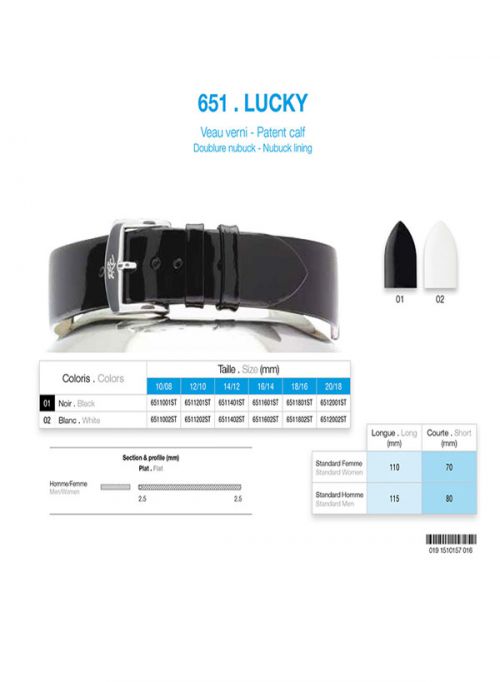 651 . LUCKY
Veau verni - Patent calf
Doublure nubuck - Nubuck lining
01 02
Coloris . Colors
Taille . Size (mm)
10/08 12/10 14/12 16/14 18/16 20/18
01 Noir . Black 6511001ST 6511201ST 6511401ST 6511601ST 6511801ST 6512001ST
02 Blanc . White 6511002ST 6511202ST 6511402ST 6511602ST 6511802ST 6512002ST
Section & profile (mm)
Plat . Flat
Homme/Femme
Men/Women
2.5 2.5
Longue . Long (mm) Courte . Short (mm)
Standard Femme
Standard Women
110 70
Standard Homme
Standard Men
115 80
019 1510157 016